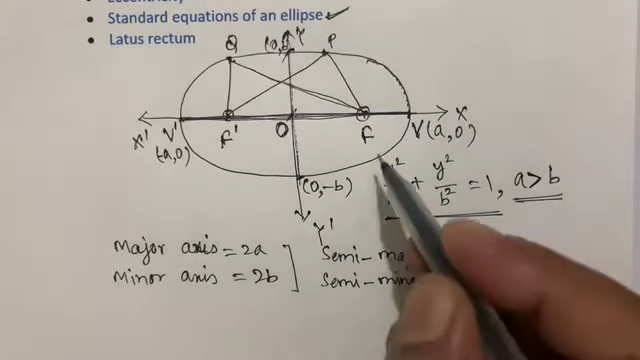 Standard equations of an ellipse
Latus rectum
Q (0, b) Y P
X' V' F' O F V(a,0) X
(-a,0)
(0,-b)
+ y² / b² = 1, a > b
Y'
Major axis = 2a
Minor axis = 2b
Semi-ma
Semi-min